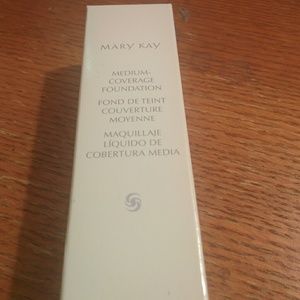 MARY KAY
MEDIUM-
COVERAGE
FOUNDATION
FOND DE TEINT
COUVERTURE
MOYENNE
MAQUILLAJE
LÍQUIDO DE
COBERTURA MEDIA